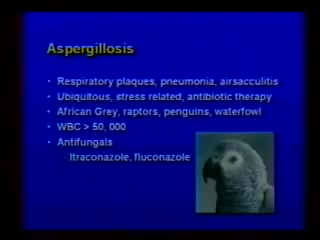 Aspergillosis
• Respiratory plaques, pneumonia, airsacculitis
• Ubiquitous, stress related, antibiotic therapy
• African Grey, raptors, penguins, waterfowl
• WBC > 50, 000
• Antifungals
– Itraconazole, fluconazole